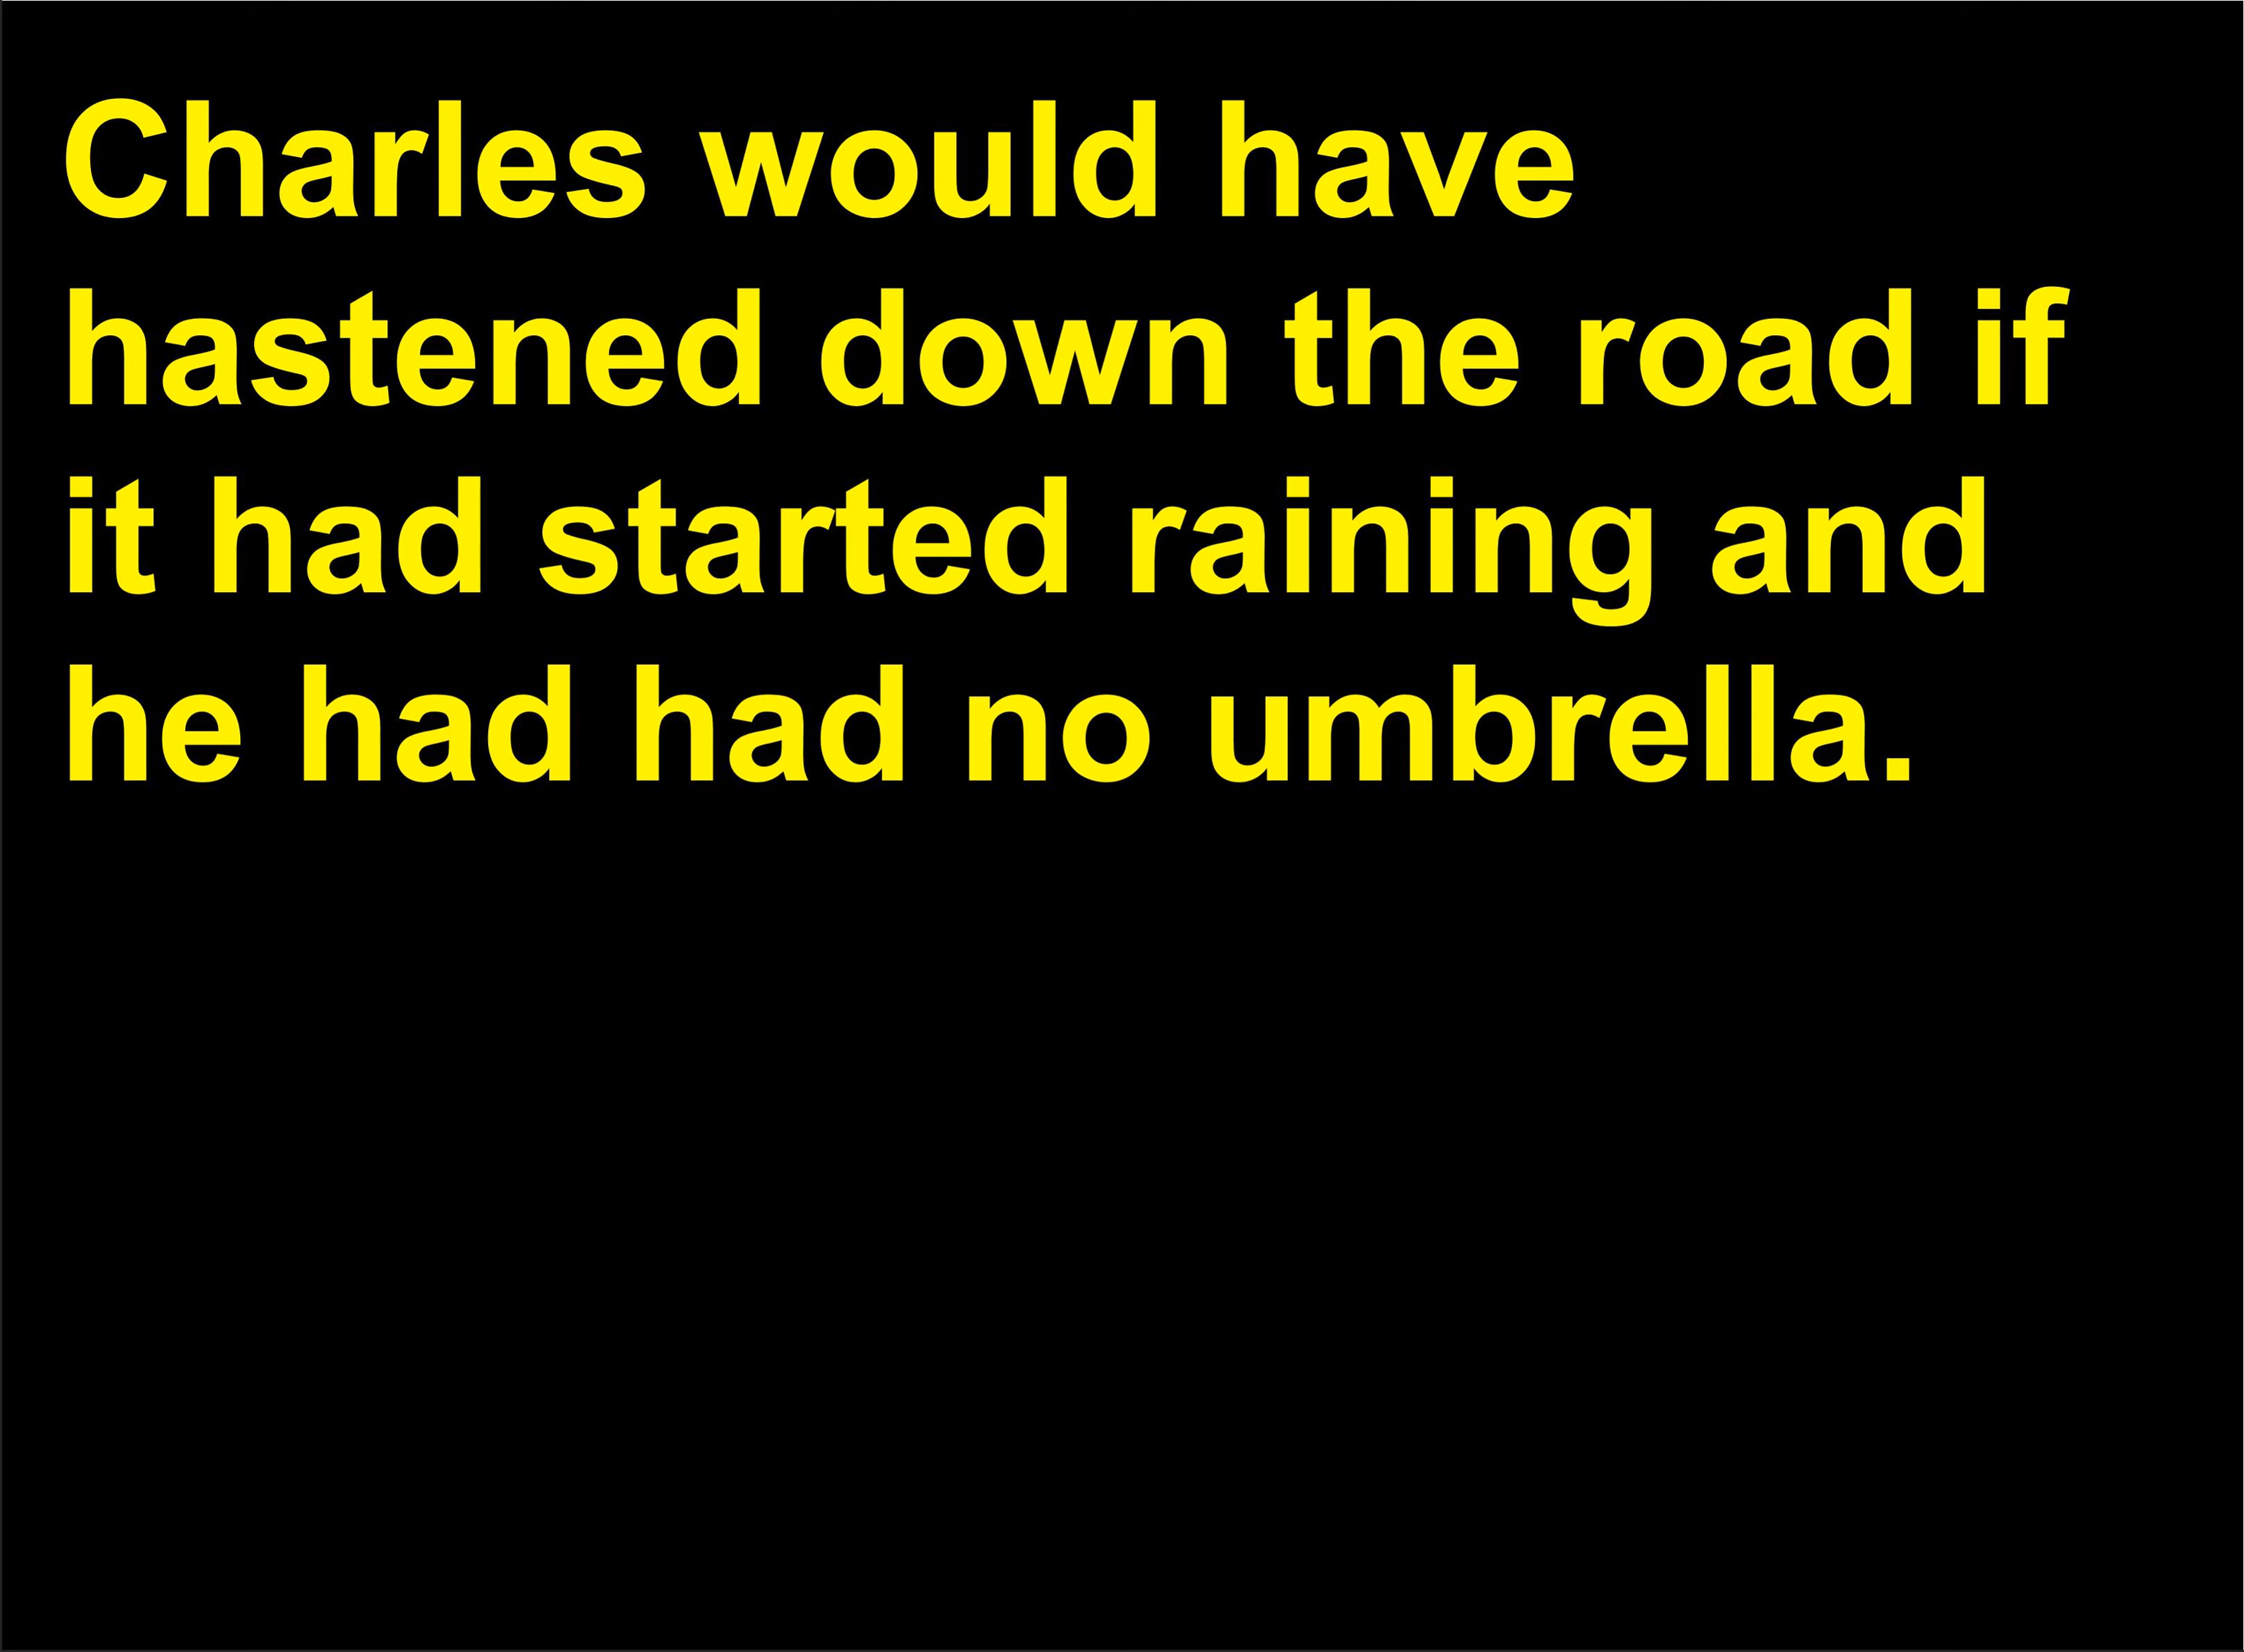 Charles would have
hastened down the road if
it had started raining and
he had had no umbrella.